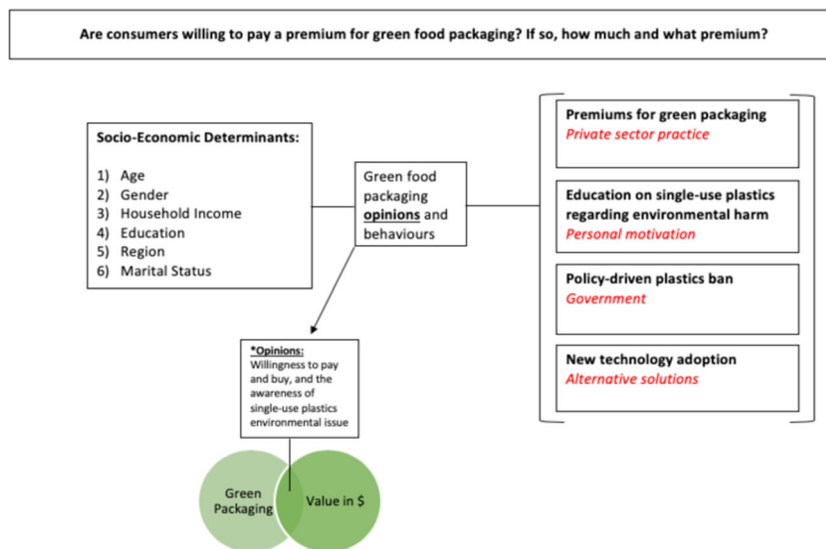 Are consumers willing to pay a premium for green food packaging? If so, how much and what premium?
Socio-Economic Determinants:
1) Age
2) Gender
3) Household Income
4) Education
5) Region
6) Marital Status
Green food
packaging
opinions and
behaviours
Premiums for green packaging
Private sector practice
Education on single-use plastics
regarding environmental harm
Personal motivation
Policy-driven plastics ban
Government
New technology adoption
Alternative solutions
*Opinions:
Willingness to pay
and buy, and the
awareness of
single-use plastics
environmental issue
Green
Packaging
Value in $